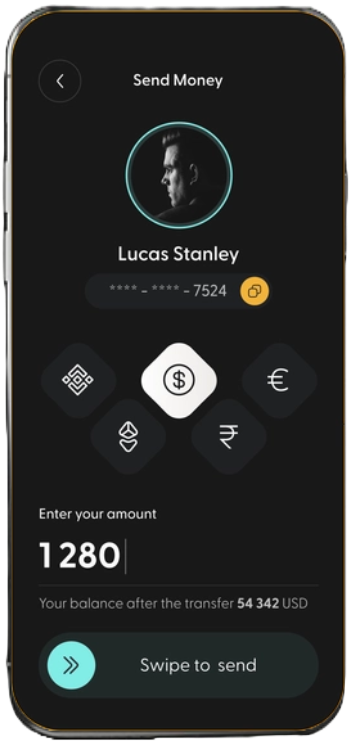 Send Money
Lucas Stanley
**** - **** - 7524
$ €
₹
Enter your amount
1 280
Your balance after the transfer 54 342 USD
Swipe to send